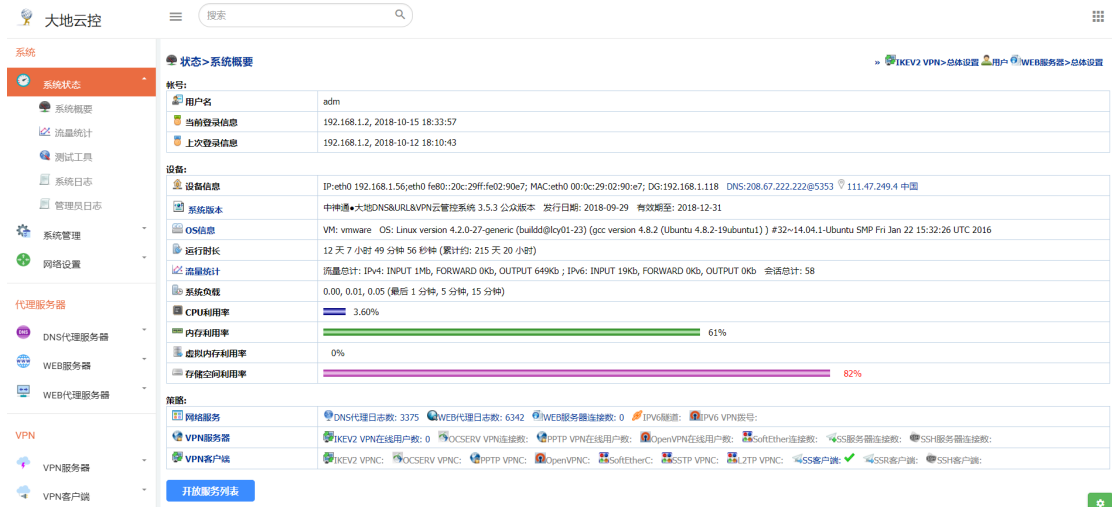 大地云控
搜索
系统
系统状态
系统概要
流量统计
测试工具
系统日志
管理员日志
系统管理
网络设置
代理服务器
DNS代理服务器
WEB服务器
WEB代理服务器
VPN
VPN服务器
VPN客户端
状态>系统概要
» IKEV2 VPN>总体设置 用户 WEB服务器>总体设置
帐号:
用户名 adm
当前登录信息 192.168.1.2, 2018-10-15 18:33:57
上次登录信息 192.168.1.2, 2018-10-12 18:10:43
设备:
设备信息 IP:eth0 192.168.1.56;eth0 fe80::20c:29ff:fe02:90e7; MAC:eth0 00:0c:29:02:90:e7; DG:192.168.1.118 DNS:208.67.222.222@5353 111.47.249.4 中国
系统版本 中神通●大地DNS&URL&VPN云管控系统 3.5.3 公众版本 发行日期: 2018-09-29 有效期至: 2018-12-31
OS信息 VM: vmware OS: Linux version 4.2.0-27-generic (buildd@lcy01-23) (gcc version 4.8.2 (Ubuntu 4.8.2-19ubuntu1) ) #32~14.04.1-Ubuntu SMP Fri Jan 22 15:32:26 UTC 2016
运行时长 12 天 7 小时 49 分钟 56 秒钟 (累计约: 215 天 20 小时)
流量统计 流量总计: IPv4: INPUT 1Mb, FORWARD 0Kb, OUTPUT 649Kb ; IPv6: INPUT 19Kb, FORWARD 0Kb, OUTPUT 0Kb 会话总计: 58
系统负载 0.00, 0.01, 0.05 (最后 1 分钟, 5 分钟, 15 分钟)
CPU利用率 3.60%
内存利用率 61%
虚拟内存利用率 0%
存储空间利用率 82%
策略:
网络服务 DNS代理日志数: 3375 WEB代理日志数: 6342 WEB服务器连接数: 0 IPV6隧道: IPV6 VPN拨号:
VPN服务器 IKEV2 VPN在线用户数: 0 OCSERV VPN连接数: PPTP VPN在线用户数: OpenVPN在线用户数: SoftEther连接数: SS服务器连接数: SSH服务器连接数:
VPN客户端 IKEV2 VPNC: OCSERV VPNC: PPTP VPNC: OpenVPNC: SoftEtherC: SSTP VPNC: L2TP VPNC: SS客户端: SSR客户端: SSH客户端:
开放服务列表
DNS